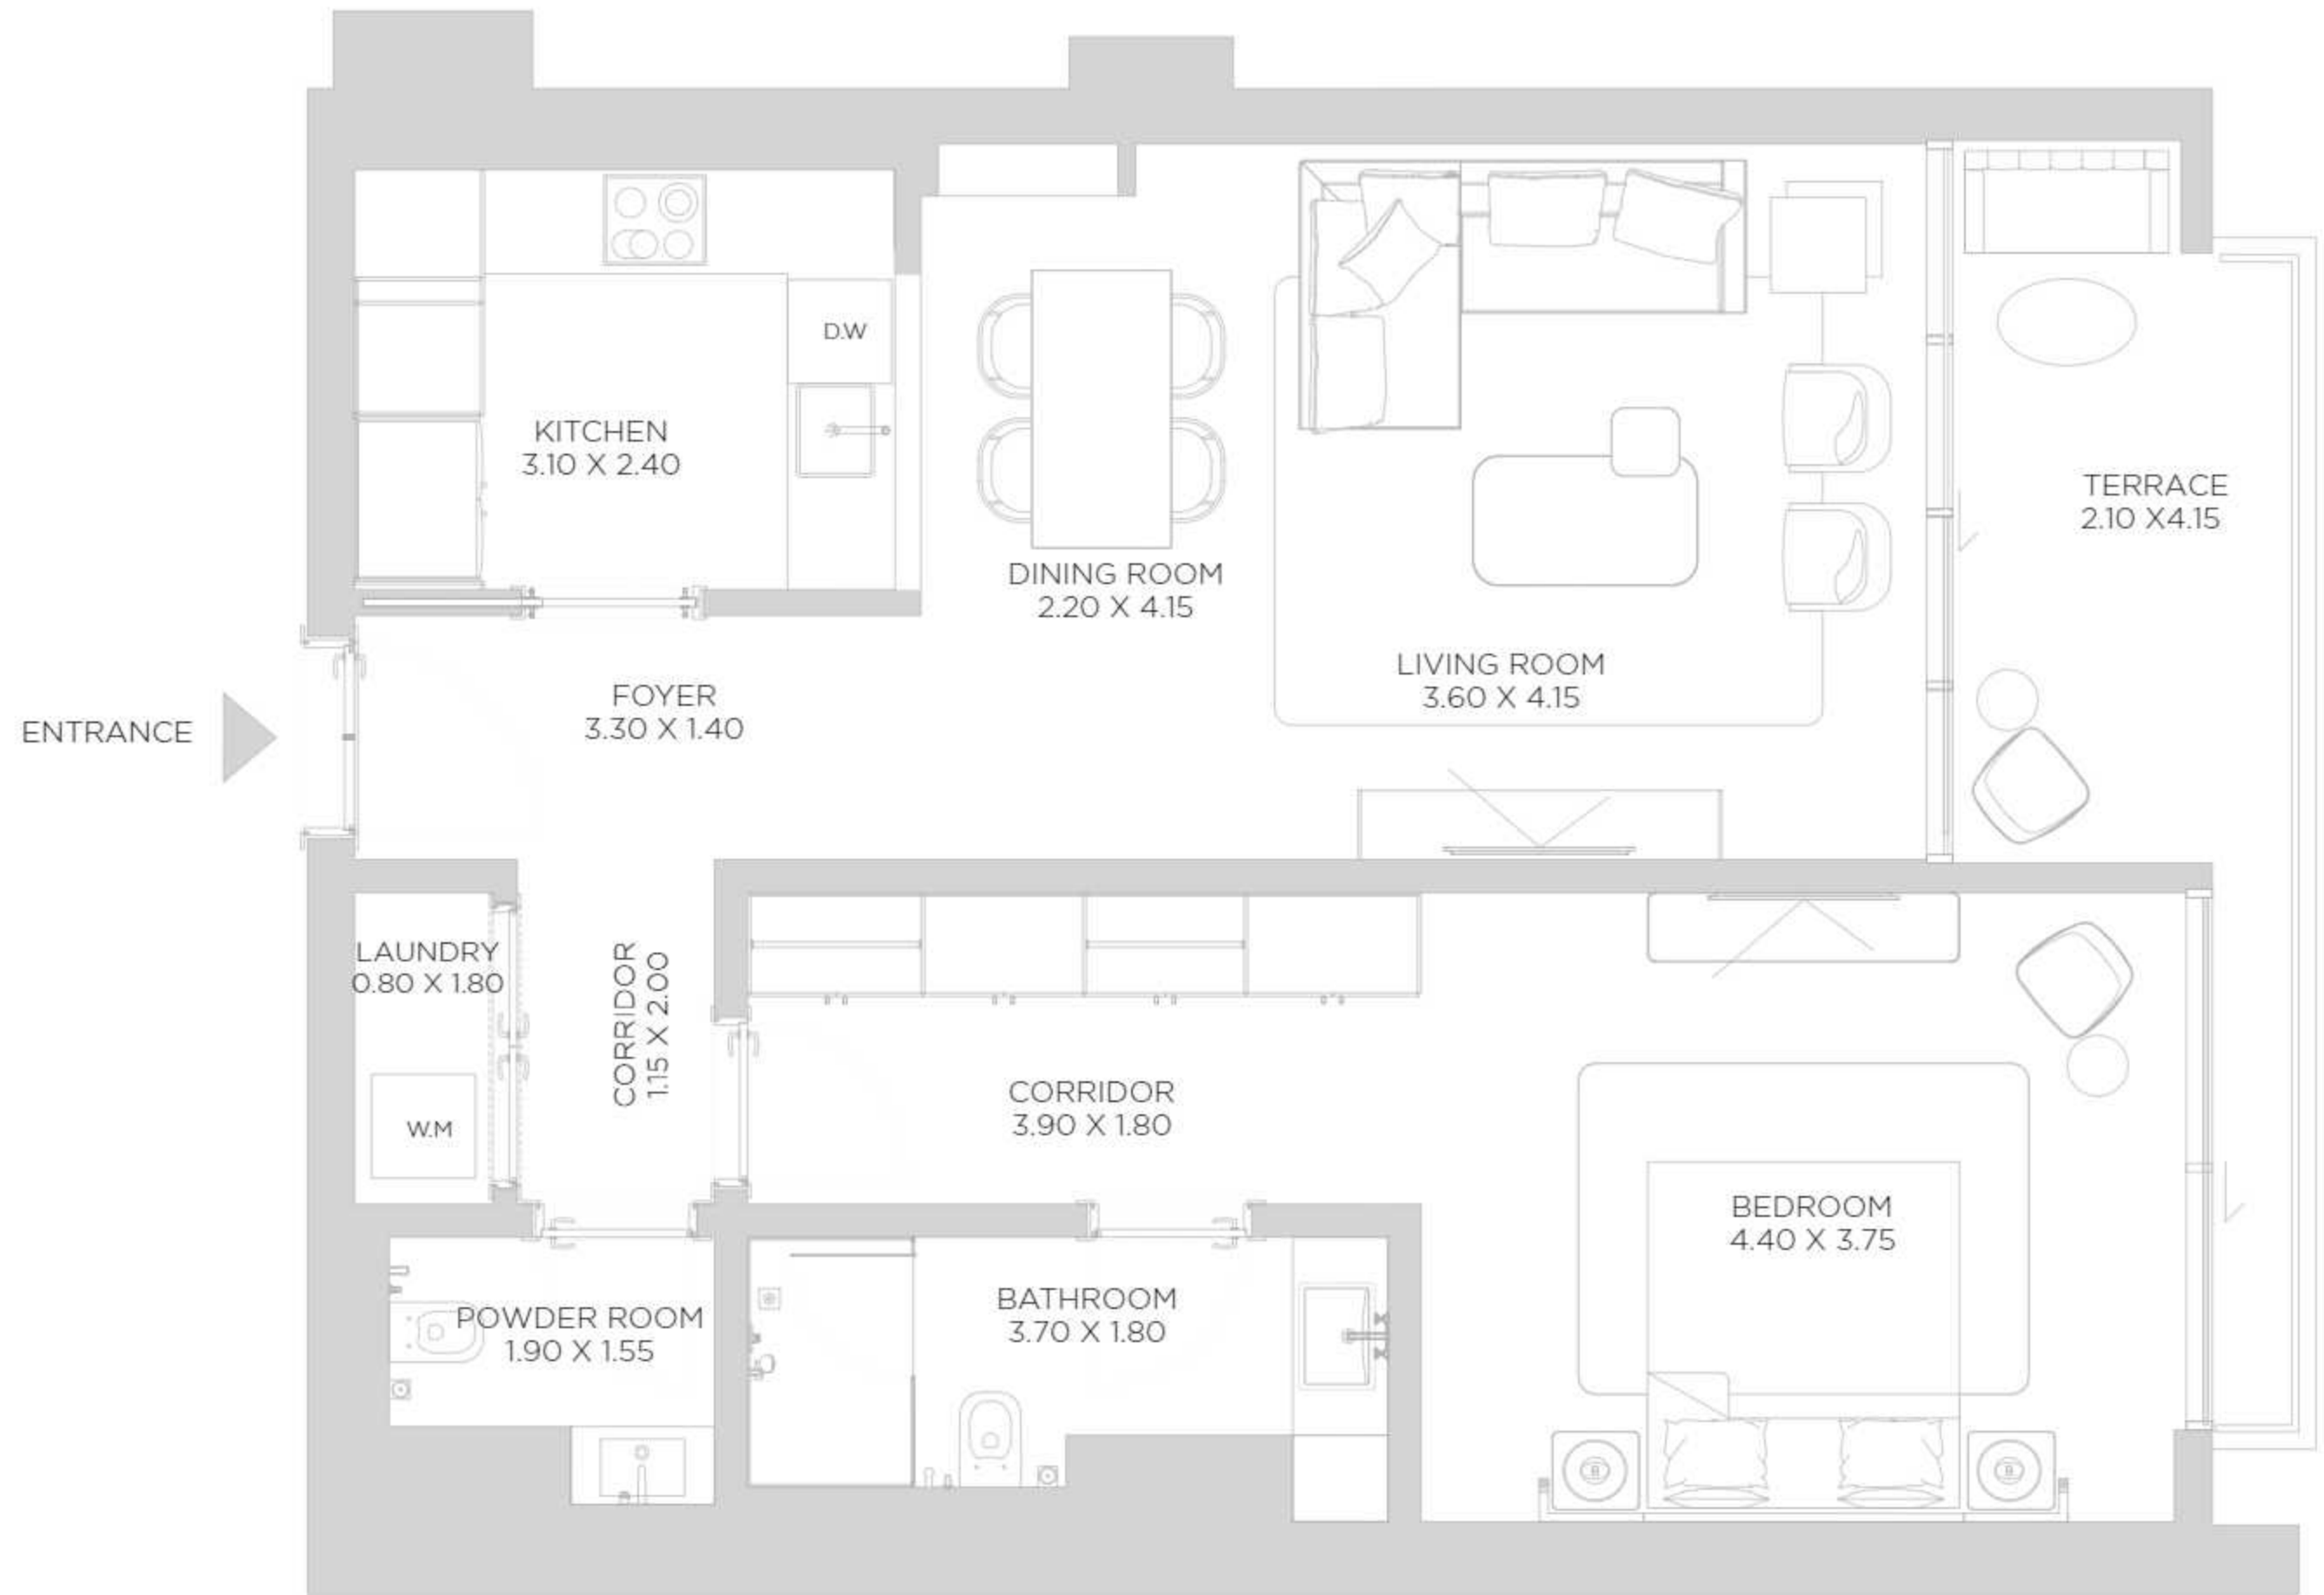 D.W
KITCHEN
3.10 X 2.40
TERRACE
2.10 X4.15
DINING ROOM
2.20 X 4.15
LIVING ROOM
3.60 X 4.15
FOYER
3.30 X 1.40
ENTRANCE
LAUNDRY
0.80 X 1.80
CORRIDOR
1.15 X 2.00
W.M
CORRIDOR
3.90 X 1.80
BEDROOM
4.40 X 3.75
POWDER ROOM
1.90 X 1.55
BATHROOM
3.70 X 1.80